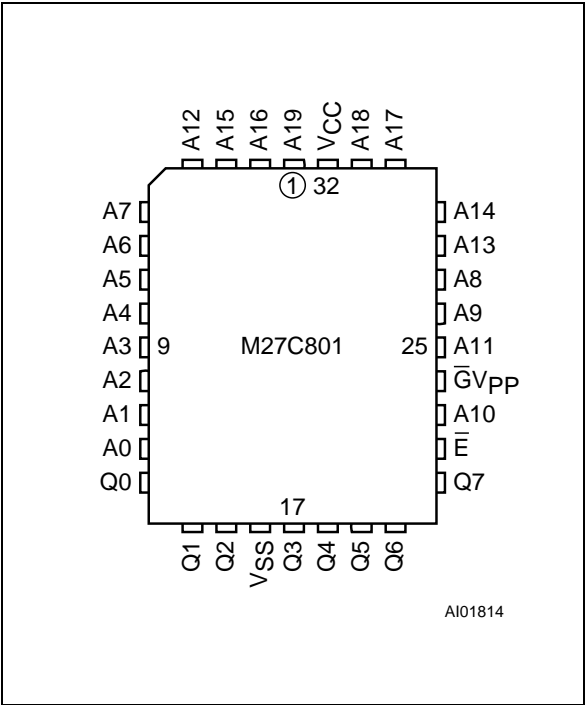 A12 A15 A16 A19 VCC A18 A17
1 32
A7 A14
A6 A13
A5 A8
A4 A9
A3 9 M27C801 25 A11
A2 G̅VPP
A1 A10
A0 E̅
Q0 Q7
17
Q1 Q2 VSS Q3 Q4 Q5 Q6
AI01814